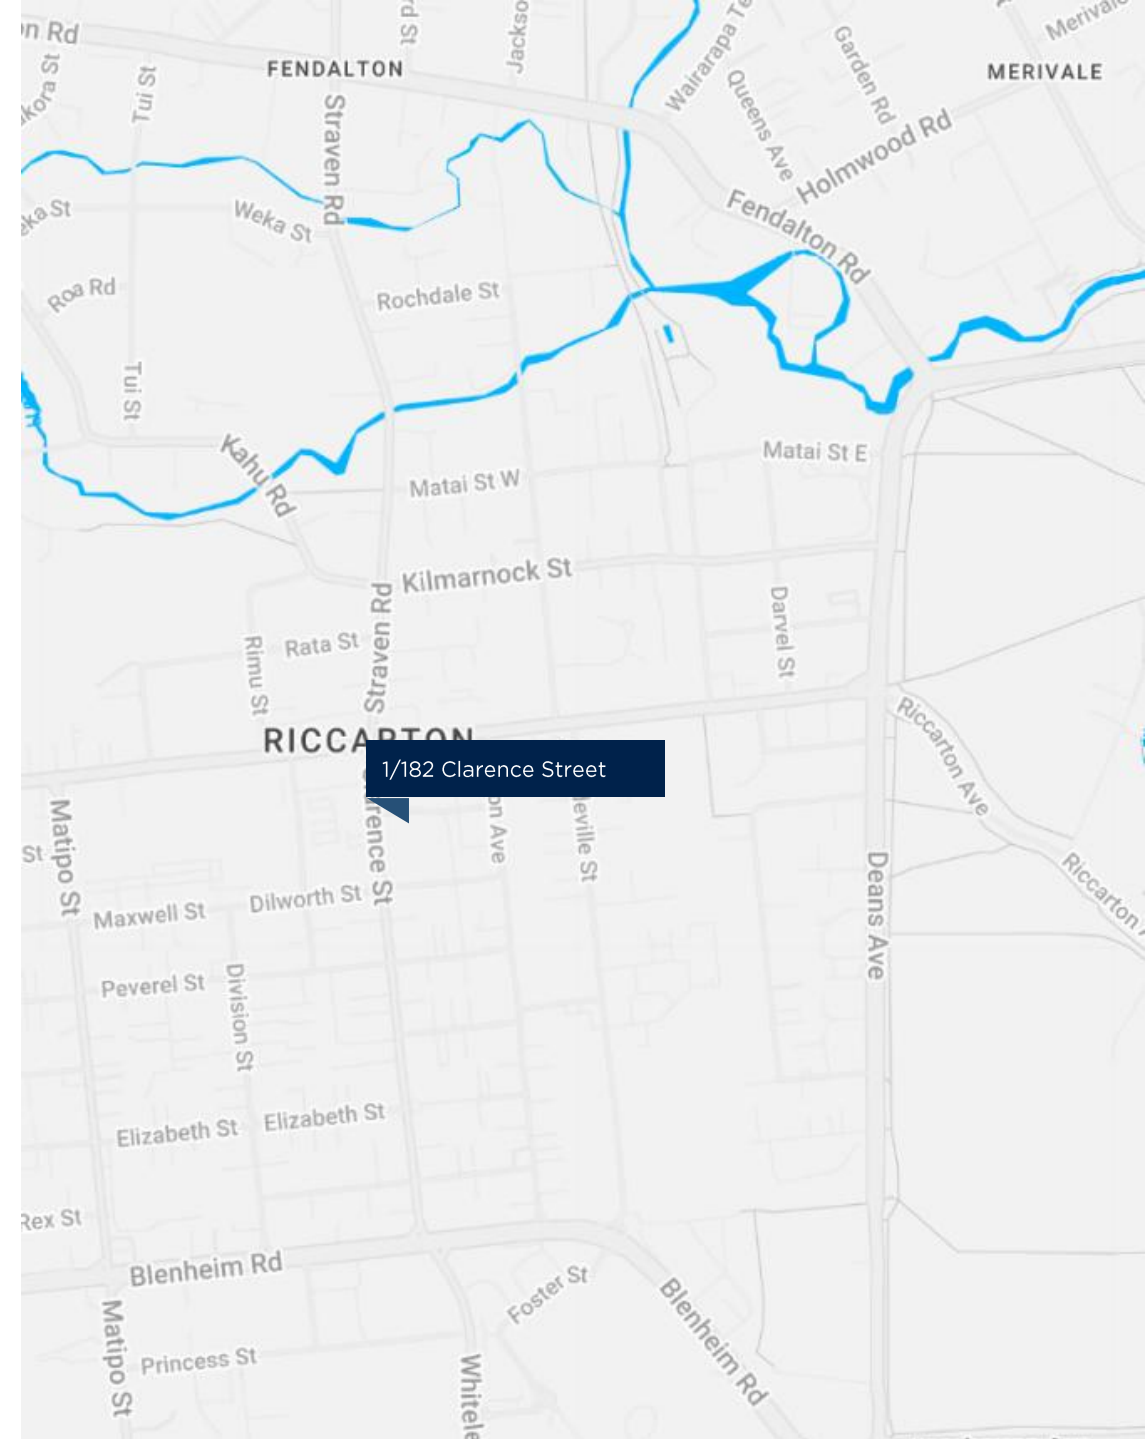 Tui St
FENDALTON
Straven Rd
Queens Ave
Garden Rd
MERIVALE
Holmwood Rd
Weka St
Fendalton Rd
Roa Rd
Rochdale St
Tui St
Kahu Rd
Matai St W
Matai St E
Kilmarnock St
Straven Rd
Rata St
Rimu St
Darvel St
RICCARTON
1/182 Clarence Street
Riccarton Ave
Matipo St
St
Maxwell St
Dilworth St
Deans Ave
Riccarton
Peverel St
Division St
Elizabeth St
Elizabeth St
Rex St
Blenheim Rd
Foster St
Blenheim Rd
Matipo St
Princess St